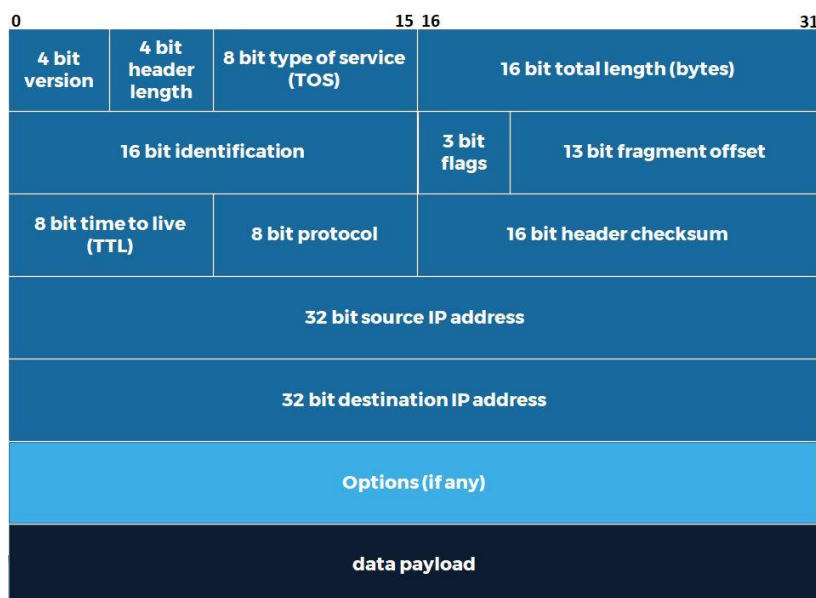 0 15 16 31
4 bit
version
4 bit
header
length
8 bit type of service
(TOS)
16 bit total length (bytes)
16 bit identification
3 bit
flags
13 bit fragment offset
8 bit time to live
(TTL)
8 bit protocol
16 bit header checksum
32 bit source IP address
32 bit destination IP address
Options (if any)
data payload